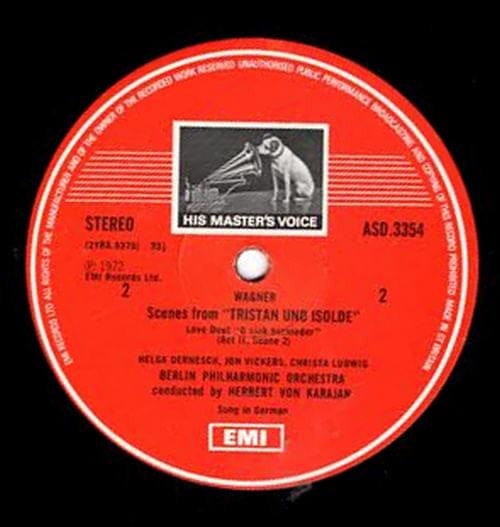 EMI RECORDS LTD ALL RIGHTS OF THE MANUFACTURER AND OF THE OWNER OF THE RECORDED WORK RESERVED UNAUTHORISED PUBLIC PERFORMANCE BROADCASTING AND COPYING OF THIS RECORD PROHIBITED MADE IN GT BRITAIN
HIS MASTER'S VOICE
STEREO
ASD.3354
℗ 1972
EMI Records Ltd.
2
2
WAGNER
Scenes from "TRISTAN UND ISOLDE"
Love Duet "O sink hernieder"
(Act II, Scene 2)
HELGA DERNESCH, JON VICKERS, CHRISTA LUDWIG
BERLIN PHILHARMONIC ORCHESTRA
conducted by HERBERT VON KARAJAN
Sung in German
EMI